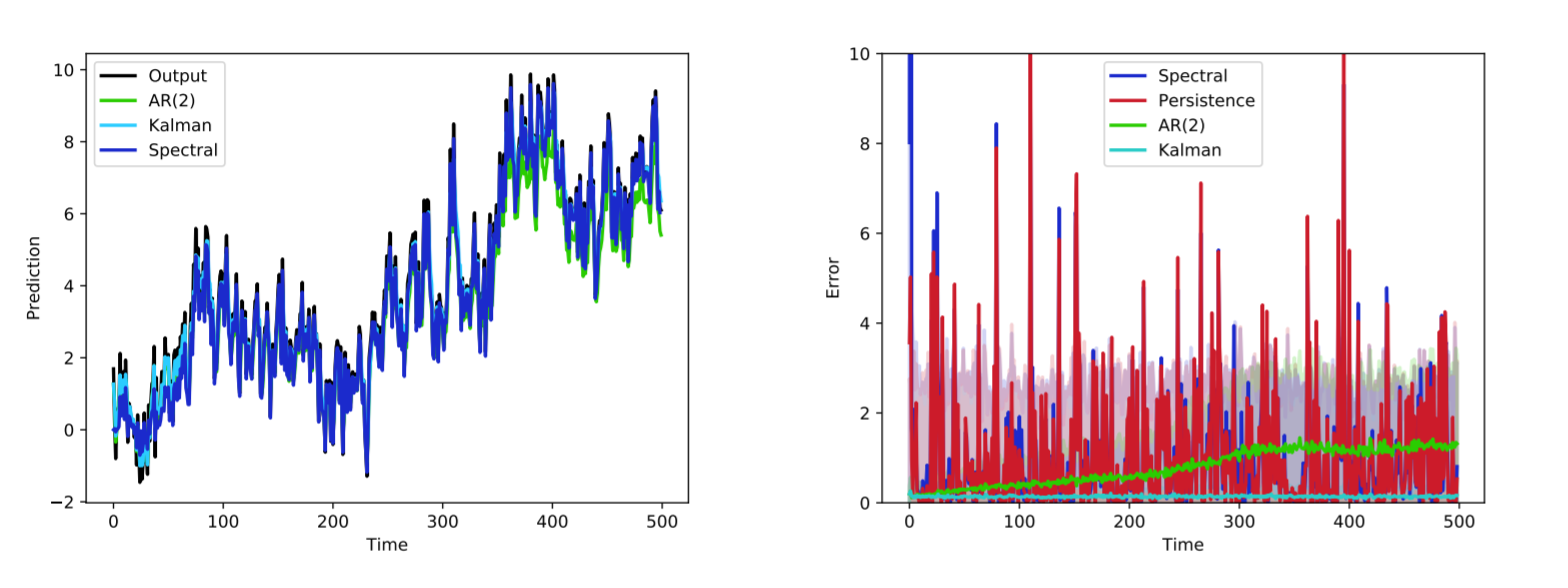 Output
AR(2)
Kalman
Spectral
Prediction
10
8
6
4
2
0
−2
0 100 200 300 400 500
Time
Spectral
Persistence
AR(2)
Kalman
Error
10
8
6
4
2
0
0 100 200 300 400 500
Time